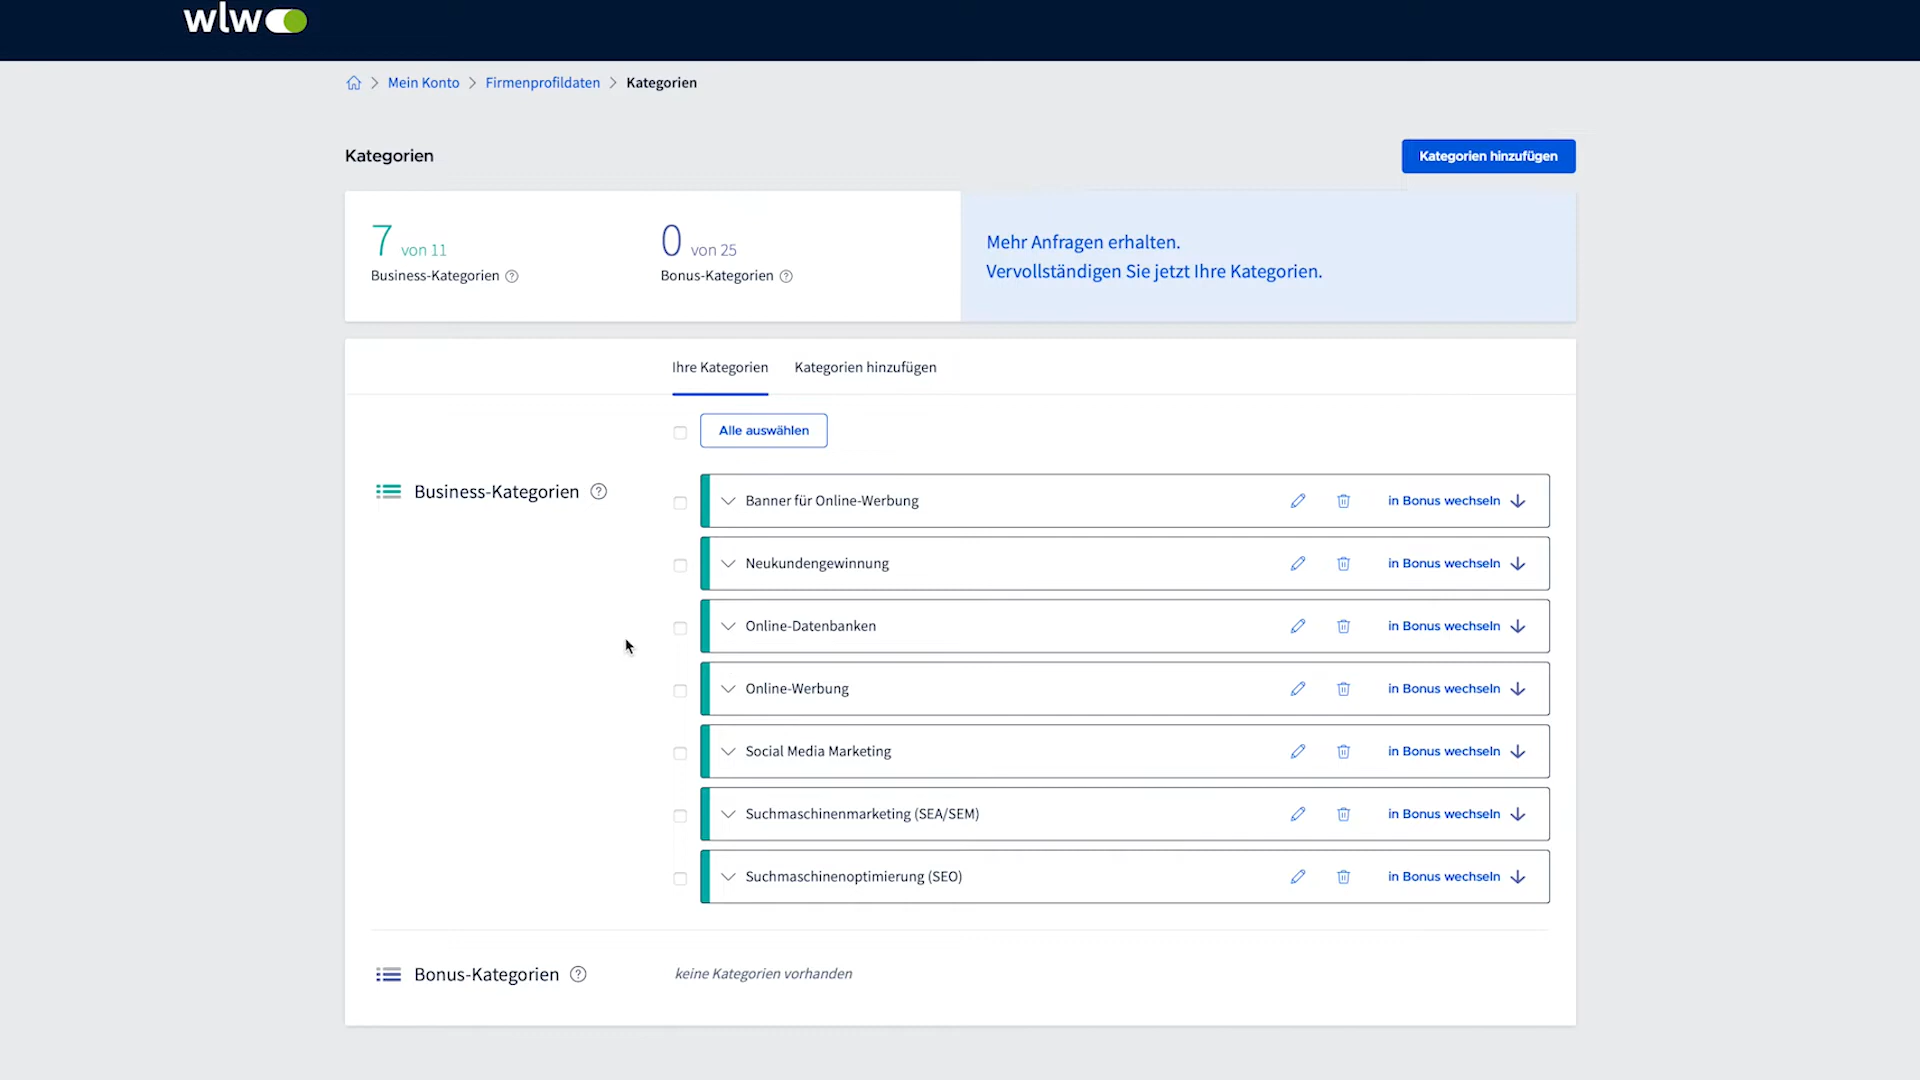 wlw
Mein Konto > Firmenprofildaten > Kategorien
Kategorien
Kategorien hinzufügen
7 von 11
Business-Kategorien ?
0 von 25
Bonus-Kategorien ?
Mehr Anfragen erhalten.
Vervollständigen Sie jetzt Ihre Kategorien.
Ihre Kategorien
Kategorien hinzufügen
Alle auswählen
Business-Kategorien ?
Banner für Online-Werbung in Bonus wechseln
Neukundengewinnung in Bonus wechseln
Online-Datenbanken in Bonus wechseln
Online-Werbung in Bonus wechseln
Social Media Marketing in Bonus wechseln
Suchmaschinenmarketing (SEA/SEM) in Bonus wechseln
Suchmaschinenoptimierung (SEO) in Bonus wechseln
Bonus-Kategorien ?
keine Kategorien vorhanden